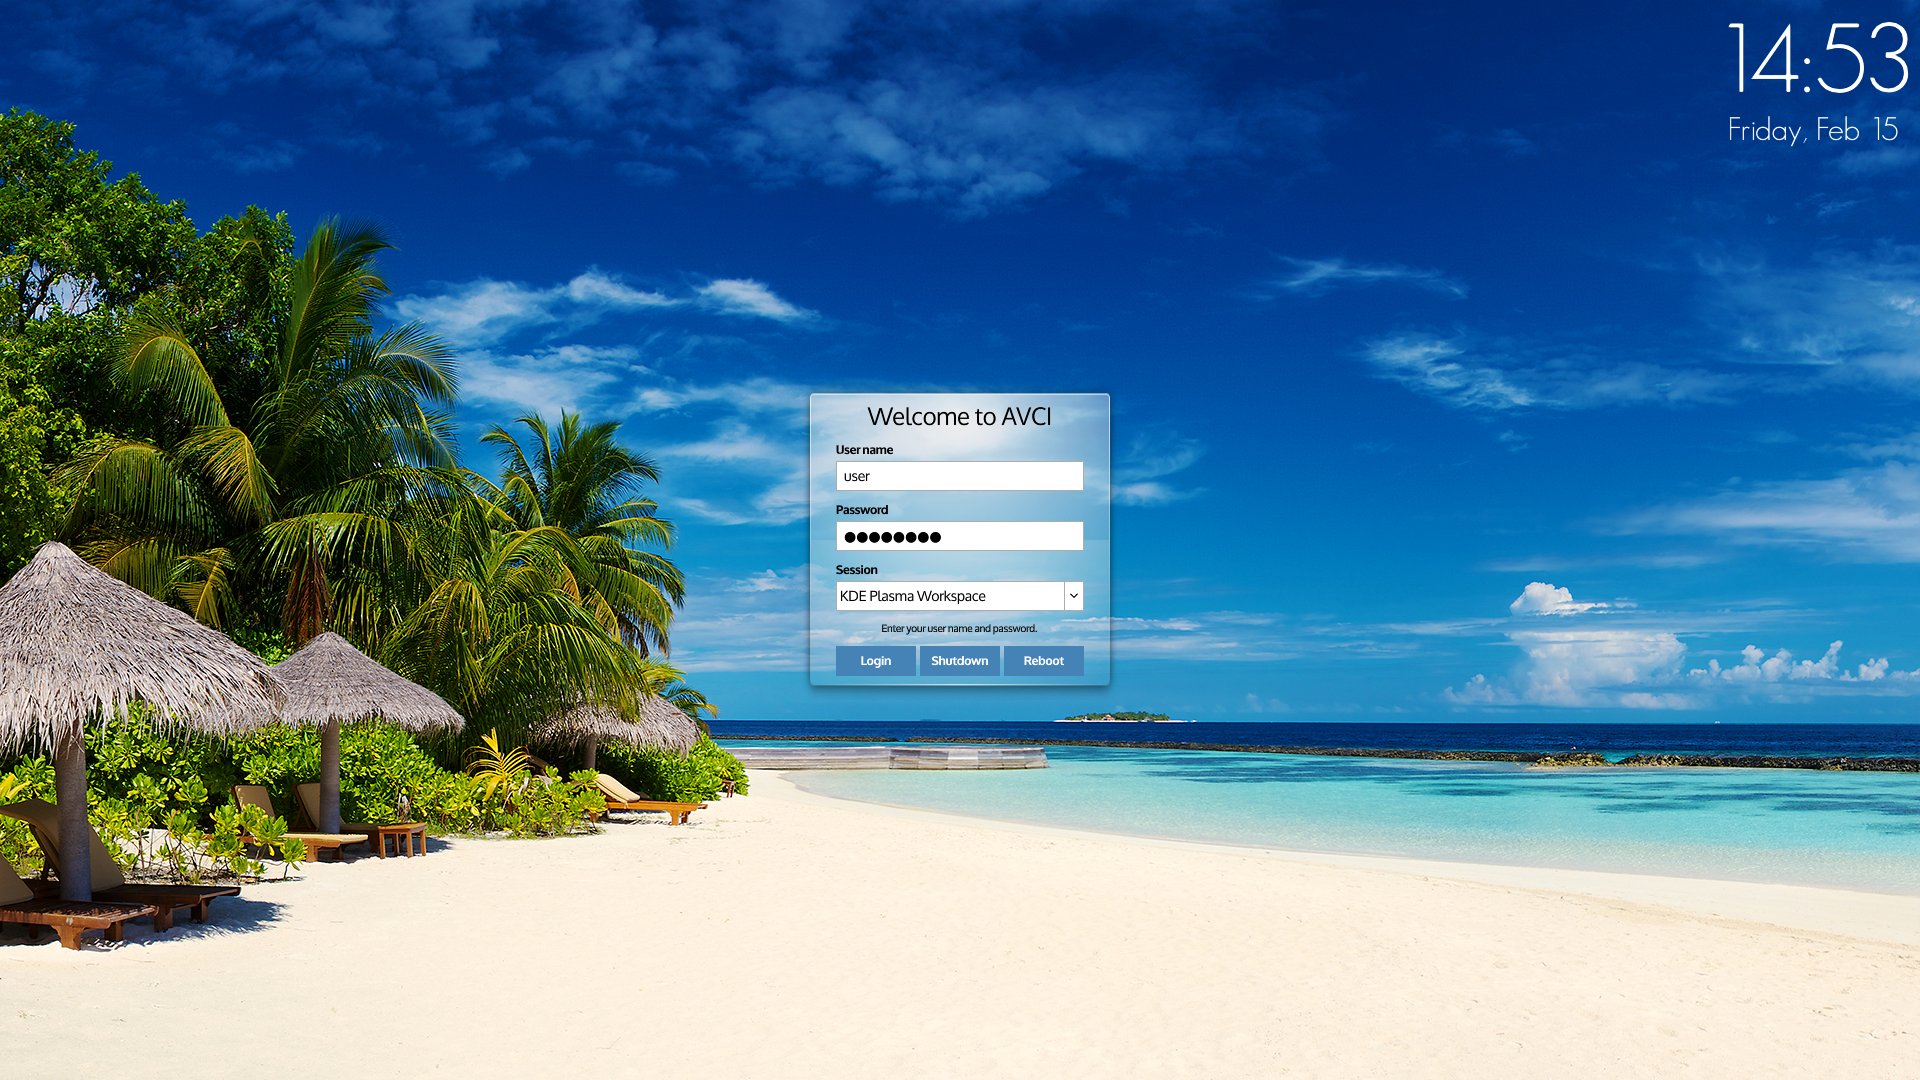 14:53
Friday, Feb 15
Welcome to AVCI
User name
user
Password
●●●●●●●●
Session
KDE Plasma Workspace
Enter your user name and password.
Login Shutdown Reboot